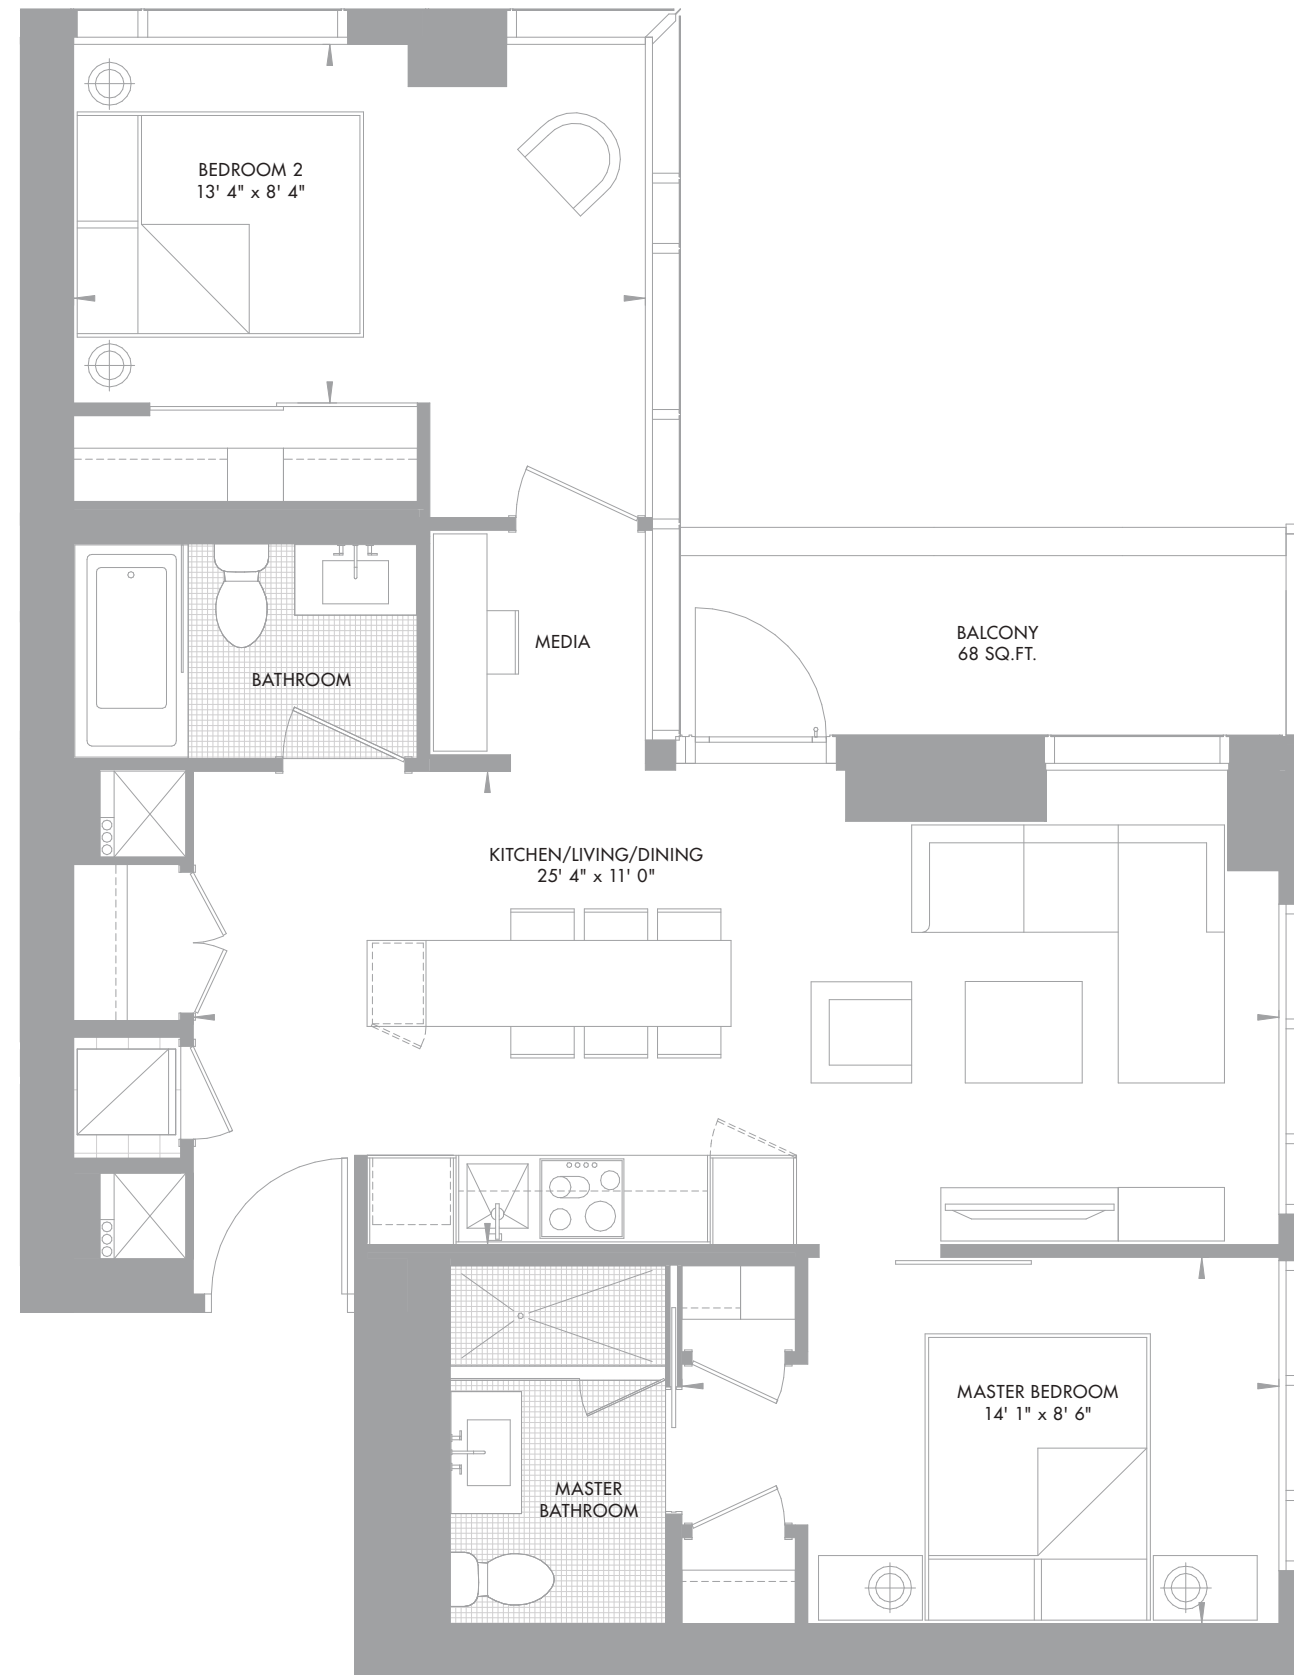 BEDROOM 2
13' 4" x 8' 4"
MEDIA
BALCONY
68 SQ.FT.
BATHROOM
KITCHEN/LIVING/DINING
25' 4" x 11' 0"
MASTER BEDROOM
14' 1" x 8' 6"
MASTER
BATHROOM